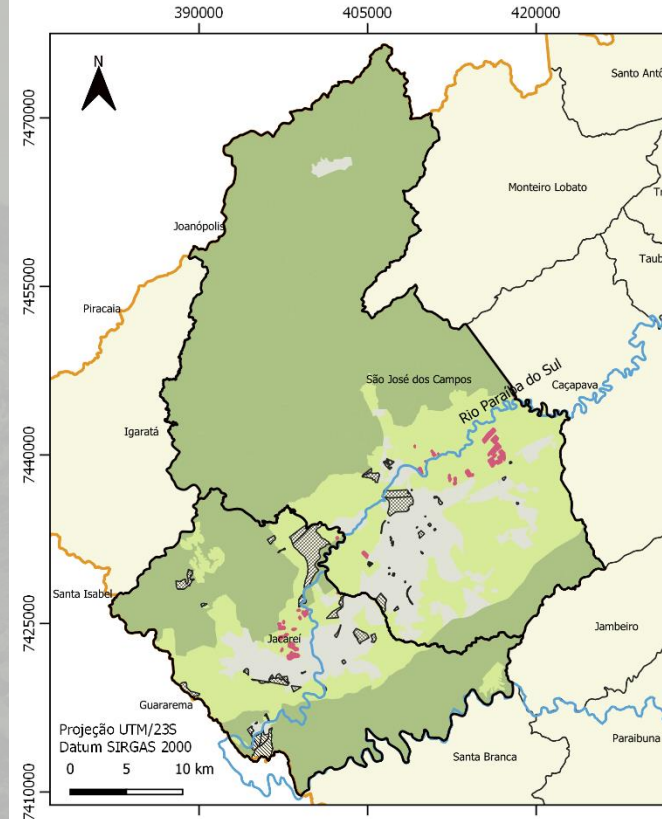 390000
405000
420000
N
Santo Antô
7470000
Monteiro Lobato
Tr
Joanópolis
Taub
7455000
Piracaia
São José dos Campos
Rio Paraíba do Sul
Caçapava
Igaratá
7440000
Santa Isabel
7425000
Jacareí
Jambeiro
Guararema
Projeção UTM/23S
Datum SIRGAS 2000
Paraibuna
Santa Branca
0 5 10 km
7410000